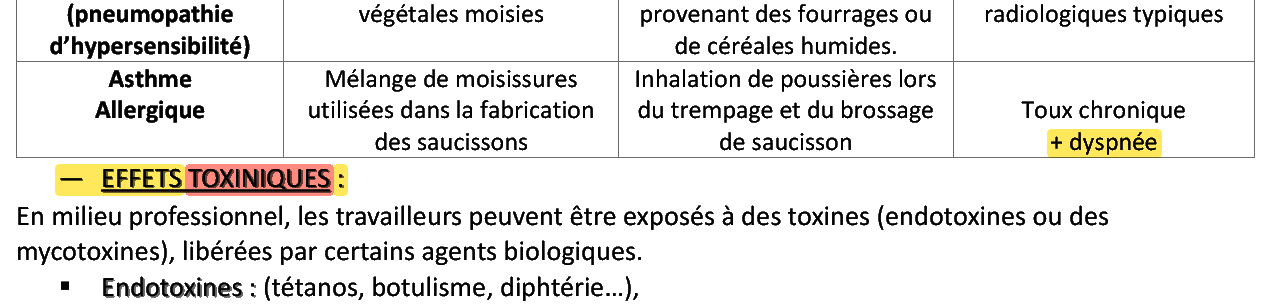 (pneumopathie végétales moisies provenant des fourrages ou radiologiques typiques
d’hypersensibilité) de céréales humides.
Asthme Mélange de moisissures Inhalation de poussières lors
Allergique utilisées dans la fabrication du trempage et du brossage Toux chronique
des saucissons de saucisson + dyspnée
— EFFETS TOXINIQUES :
En milieu professionnel, les travailleurs peuvent être exposés à des toxines (endotoxines ou des
mycotoxines), libérées par certains agents biologiques.
▪ Endotoxines : (tétanos, botulisme, diphtérie…),